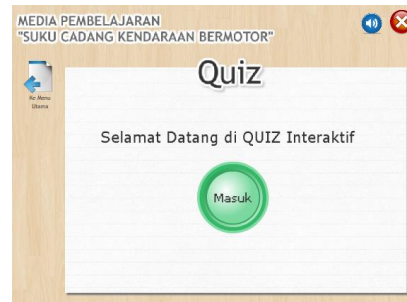 MEDIA PEMBELAJARAN
"SUKU CADANG KENDARAAN BERMOTOR"
Quiz
Ke Menu
Utama
Selamat Datang di QUIZ Interaktif
Masuk